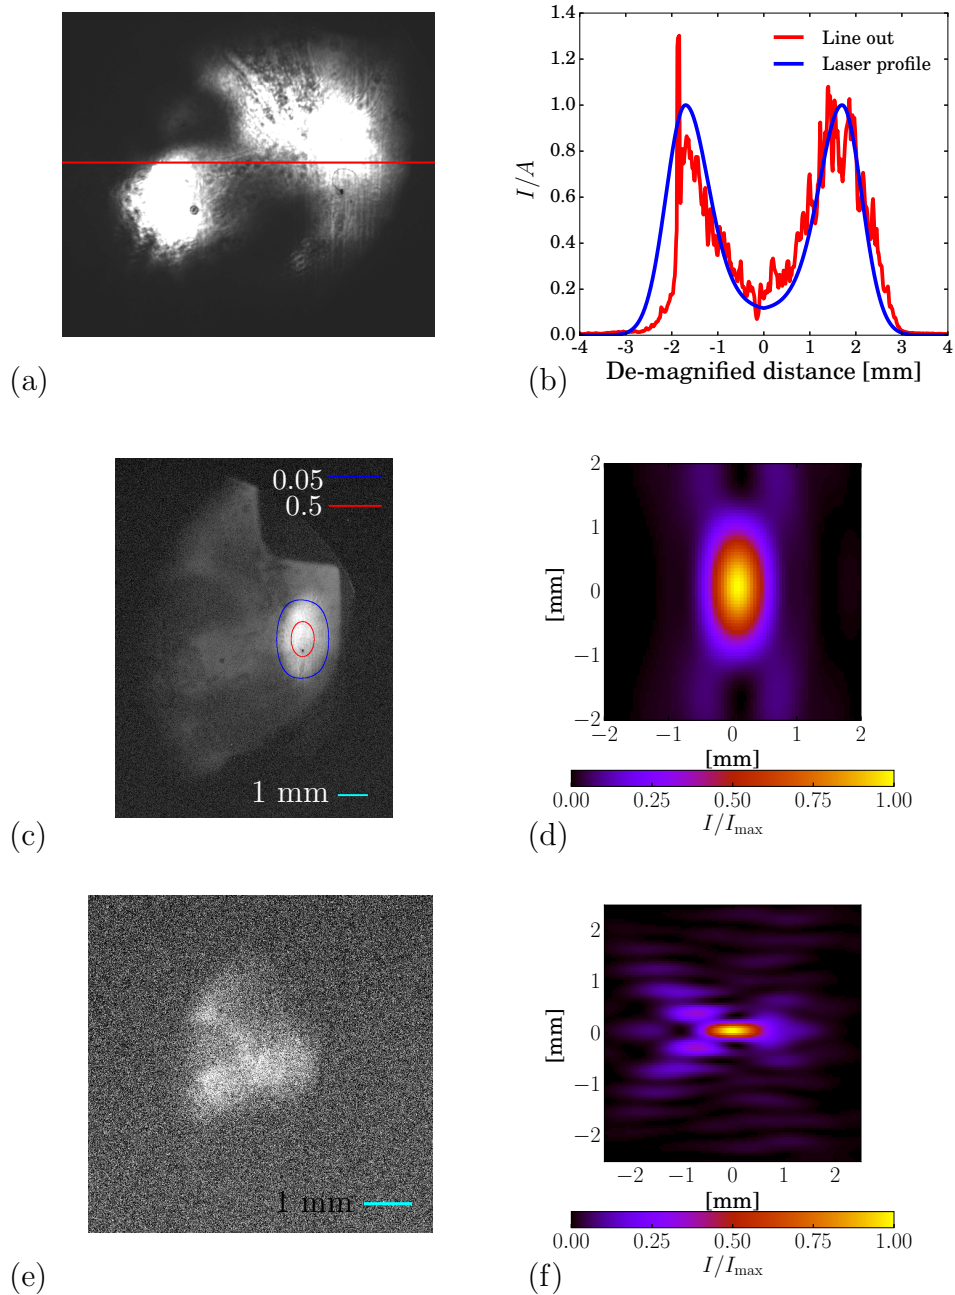 (a)
1.4
1.2
1.0
0.8
0.6
0.4
0.2
0.0
I/A
Line out
Laser profile
-4 -3 -2 -1 0 1 2 3 4
De-magnified distance [mm]
(b)
0.05
0.5
1 mm
(c)
2
1
0
−1
−2
[mm]
−2 −1 0 1 2
[mm]
0.00 0.25 0.50 0.75 1.00
I/Imax
(d)
1 mm
(e)
2
1
0
−1
−2
[mm]
−2 −1 0 1 2
[mm]
0.00 0.25 0.50 0.75 1.00
I/Imax
(f)